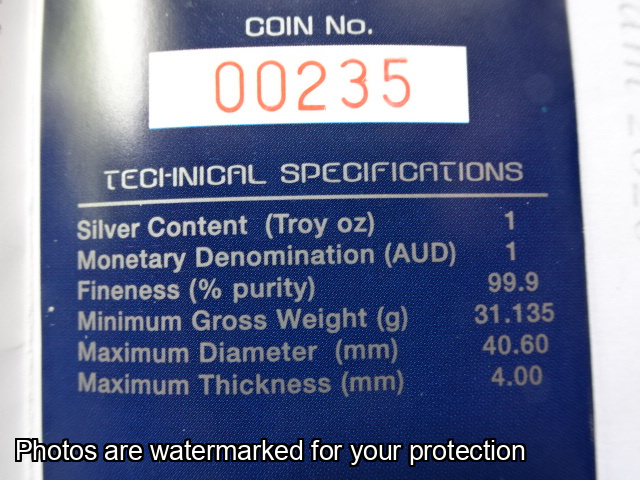 COIN No.
00235
TECHNICAL SPECIFICATIONS
Silver Content (Troy oz) 1
Monetary Denomination (AUD) 1
Fineness (% purity) 99.9
Minimum Gross Weight (g) 31.135
Maximum Diameter (mm) 40.60
Maximum Thickness (mm) 4.00
Photos are watermarked for your protection